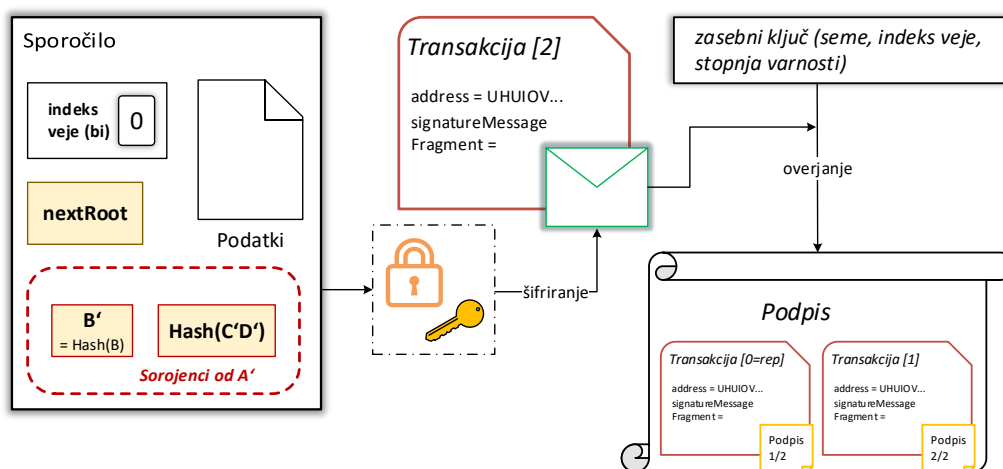 Sporočilo
indeks
veje (bi)
0
nextRoot
Podatki
B‘
= Hash(B)
Hash(C‘D‘)
Sorojenci od A‘
šifriranje
Transakcija [2]
address = UHUIOV...
signatureMessage
Fragment =
zasebni ključ (seme, indeks veje,
stopnja varnosti)
overjanje
Podpis
Transakcija [0=rep]
address = UHUIOV...
signatureMessage
Fragment =
Podpis
1/2
Transakcija [1]
address = UHUIOV...
signatureMessage
Fragment =
Podpis
2/2